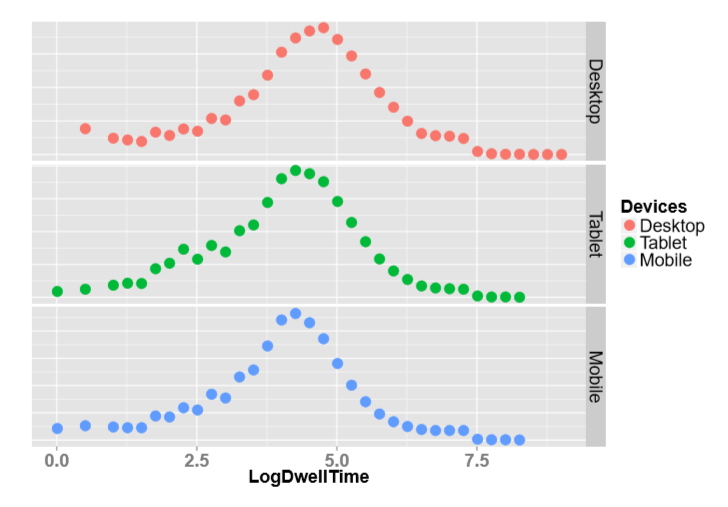 Desktop
Tablet
Mobile
Devices
Desktop
Tablet
Mobile
0.0 2.5 5.0 7.5
LogDwellTime